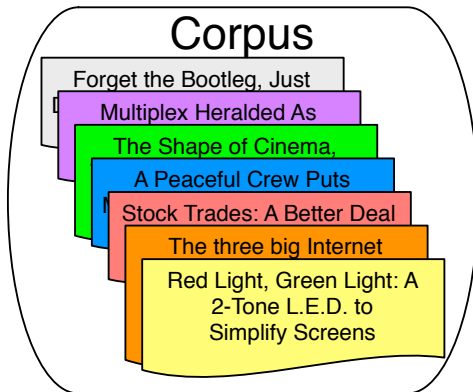 Corpus
Forget the Bootleg, Just
Multiplex Heralded As
The Shape of Cinema,
A Peaceful Crew Puts
Stock Trades: A Better Deal
The three big Internet
Red Light, Green Light: A
2-Tone L.E.D. to
Simplify Screens